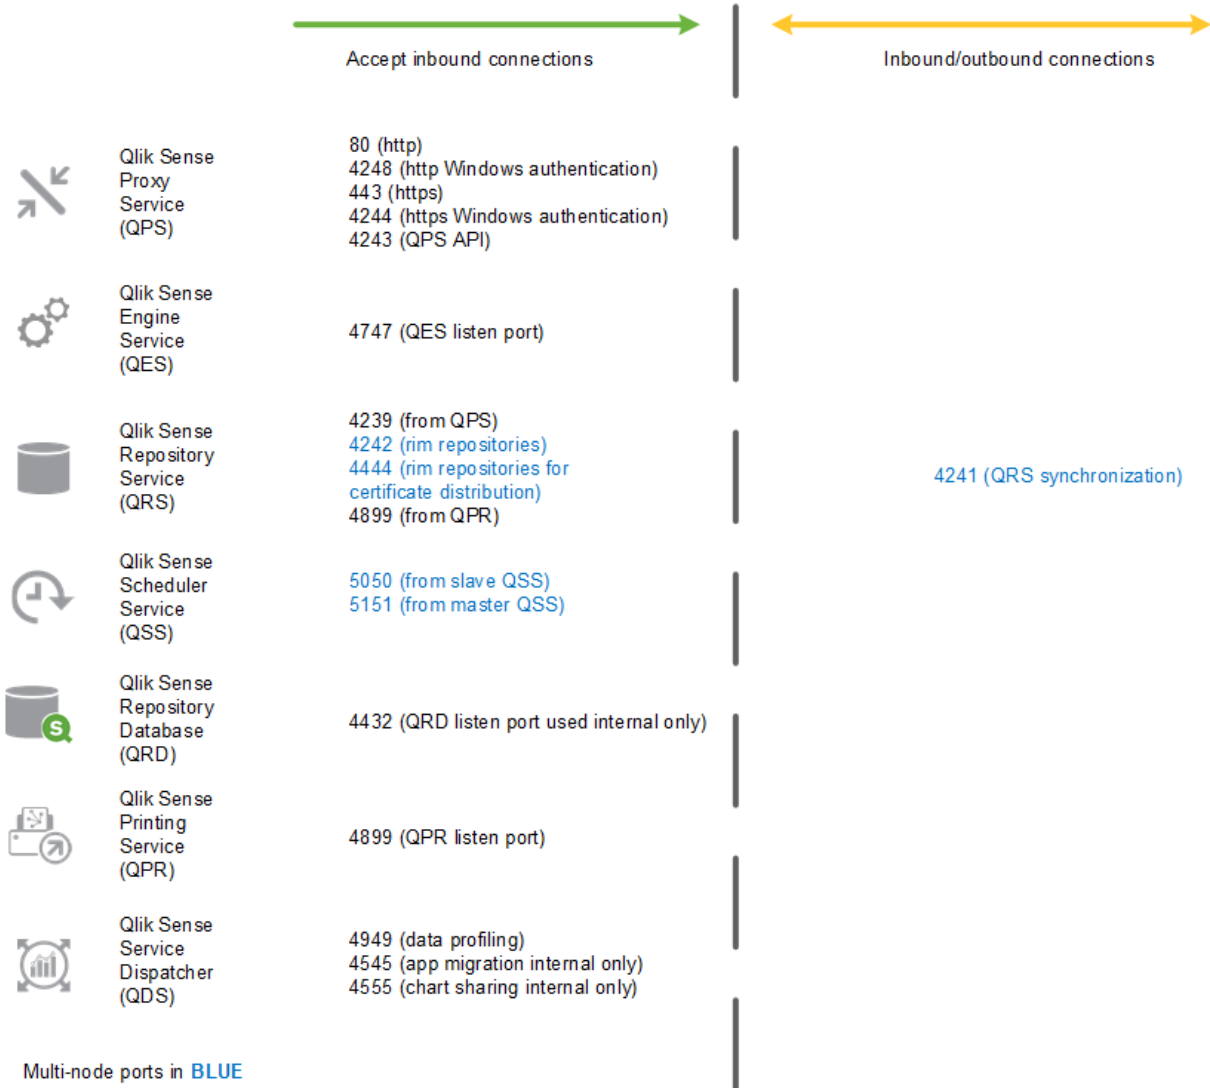 Accept inbound connections
Inbound/outbound connections
Qlik Sense
Proxy
Service
(QPS)
80 (http)
4248 (http Windows authentication)
443 (https)
4244 (https Windows authentication)
4243 (QPS API)
Qlik Sense
Engine
Service
(QES)
4747 (QES listen port)
Qlik Sense
Repository
Service
(QRS)
4239 (from QPS)
4242 (rim repositories)
4444 (rim repositories for
certificate distribution)
4899 (from QPR)
4241 (QRS synchronization)
Qlik Sense
Scheduler
Service
(QSS)
5050 (from slave QSS)
5151 (from master QSS)
S
Qlik Sense
Repository
Database
(QRD)
4432 (QRD listen port used internal only)
Qlik Sense
Printing
Service
(QPR)
4899 (QPR listen port)
Qlik Sense
Service
Dispatcher
(QDS)
4949 (data profiling)
4545 (app migration internal only)
4555 (chart sharing internal only)
Multi-node ports in BLUE